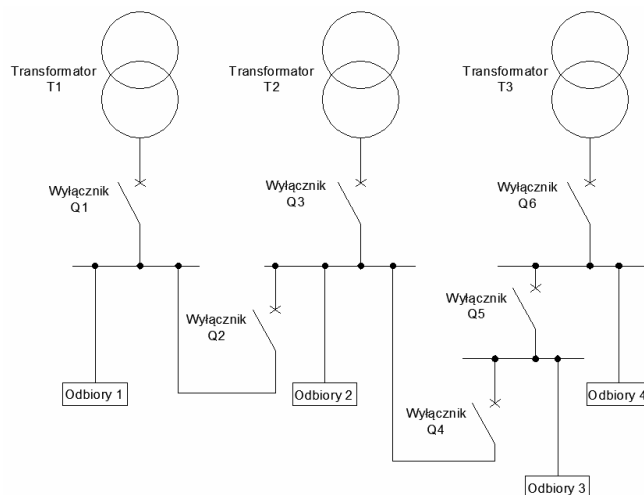 Transformator
T1
Transformator
T2
Transformator
T3
Wyłącznik
Q1
Wyłącznik
Q3
Wyłącznik
Q6
Wyłącznik
Q2
Wyłącznik
Q5
Odbiory 1
Odbiory 2
Odbiory 4
Wyłącznik
Q4
Odbiory 3